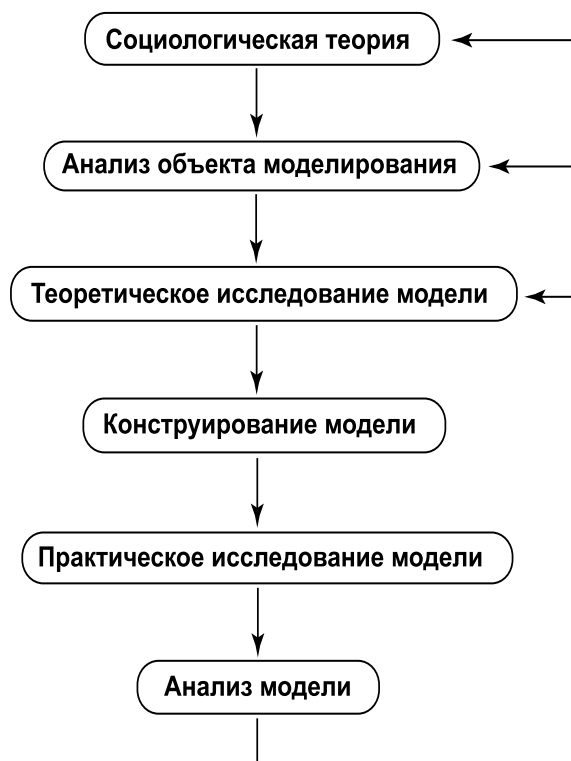 Социологическая теория
Анализ объекта моделирования
Теоретическое исследование модели
Конструирование модели
Практическое исследование модели
Анализ модели